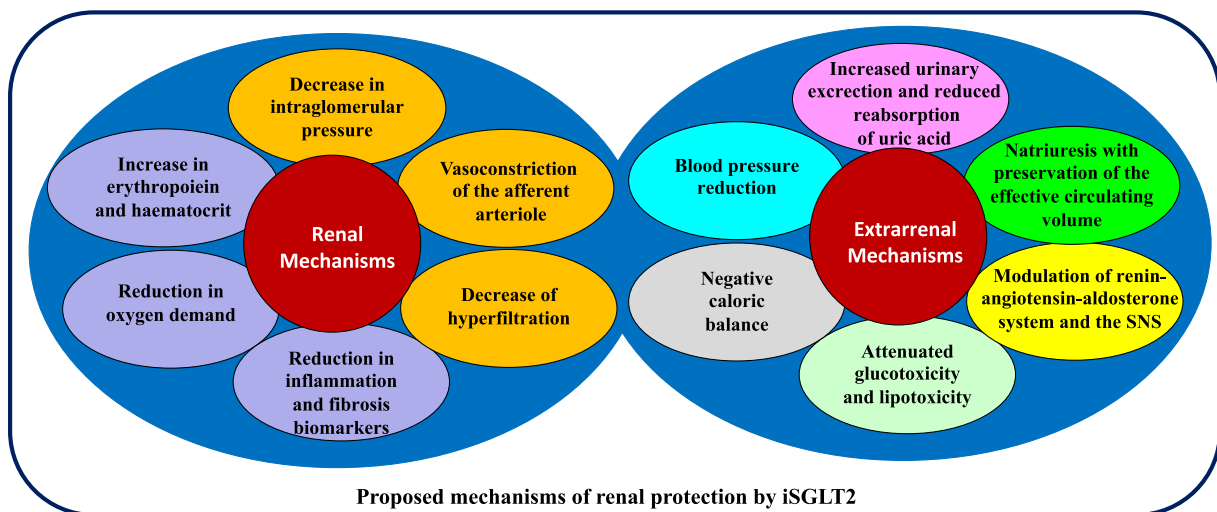 Decrease in
intraglomerular
pressure
Increase in
erythropoiein
and haematocrit
Vasoconstriction
of the afferent
arteriole
Renal
Mechanisms
Reduction in
oxygen demand
Decrease of
hyperfiltration
Reduction in
inflammation
and fibrosis
biomarkers
Increased urinary
excretion and reduced
reabsorption
of uric acid
Blood pressure
reduction
Natriuresis with
preservation of the
effective circulating
volume
Extrarrenal
Mechanisms
Negative
caloric
balance
Modulation of renin-
angiotensin-aldosterone
system and the SNS
Attenuated
glucotoxicity
and lipotoxicity
Proposed mechanisms of renal protection by iSGLT2